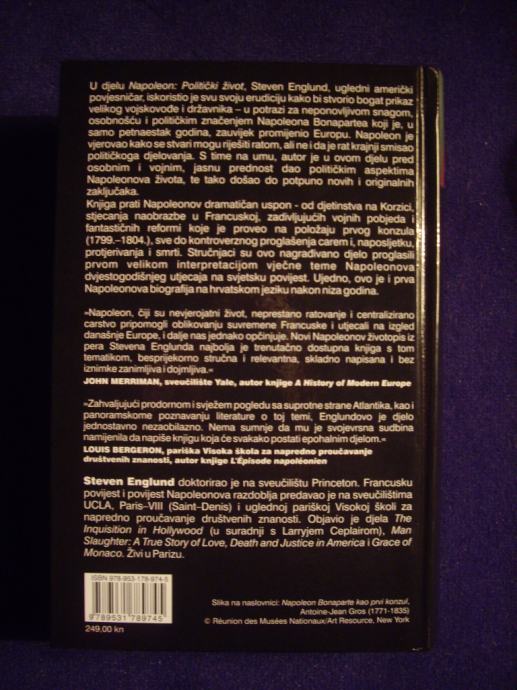 U djelu Napoleon: Politički život, Steven Englund, ugledni američki
povjesničar, iskoristio je svu svoju erudiciju kako bi stvorio bogat prikaz
velikog vojskovođe i državnika – u potrazi za neponovljivom snagom,
osobnošću i političkim značenjem Napoleona Bonapartea koji je, u
samo petnaestak godina, zauvijek promijenio Europu. Napoleon je
vjerovao kako se stvari mogu riješiti ratom, ali ne i da je rat krajnji smisao
političkoga djelovanja. S time na umu, autor je u ovom djelu pred
osobnim i vojnim, jasnu prednost dao političkim aspektima
Napoleonova života, te tako došao do potpuno novih i originalnih
zaključaka.
Knjiga prati Napoleonov dramatičan uspon - od djetinstva na Korzici,
stjecanja naobrazbe u Francuskoj, zadivljujućih vojnih pobjeda i
fantastičnih reformi koje je proveo na položaju prvog konzula
(1799.–1804.), sve do kontroverznog proglašenja carem i, naposljetku,
protjerivanja i smrti. Stručnjaci su ovo nagrađivano djelo proglasili
prvom velikom interpretacijom vječne teme Napoleonova
dvjestogodišnjeg utjecaja na svjetsku povijest. Ujedno, ovo je i prva
Napoleonova biografija na hrvatskom jeziku nakon niza godina.
»Napoleon, čiji su nevjerojatni život, neprestano ratovanje i centralizirano
carstvo pripomogli oblikovanju suvremene Francuske i utjecali na izgled
današnje Europe, i dalje nas jednako opčinjuje. Novi Napoleonov životopis iz
pera Stevena Englunda najbolja je trenutačno dostupna knjiga s tom
tematikom, besprijekorno stručna i relevantna, skladno napisana i bez
iznimke zanimljiva i dojmljiva.«
JOHN MERRIMAN, sveučilište Yale, autor knjige A History of Modern Europe
»Zahvaljujući prodornom i svježem pogledu sa suprotne strane Atlantika, kao i
panoramskome poznavanju literature o toj temi, Englundovo je djelo
jednostavno nezaobilazno. Nema sumnje da mu je svojevrsna sudbina
namijenila da napiše knjigu koja će svakako postati epohalnim djelom.«
LOUIS BERGERON, pariška Visoka škola za napredno proučavanje
društvenih znanosti, autor knjige L'Épisode napoléonien
Steven Englund doktorirao je na sveučilištu Princeton. Francusku
povijest i povijest Napoleonova razdoblja predavao je na sveučilištima
UCLA, Paris–VIII (Saint–Denis) i uglednoj pariškoj Visokoj školi za
napredno proučavanje društvenih znanosti. Objavio je djela The
Inquisition in Hollywood (u suradnji s Larryjem Ceplairom), Man
Slaughter: A True Story of Love, Death and Justice in America i Grace of
Monaco. Živi u Parizu.
ISBN 978-953-178-974-5
9789531789745
249,00 kn
Slika na naslovnici: Napoleon Bonaparte kao prvi konzul,
Antoine-Jean Gros (1771-1835)
© Réunion des Musées Nationaux/Art Resource, New York